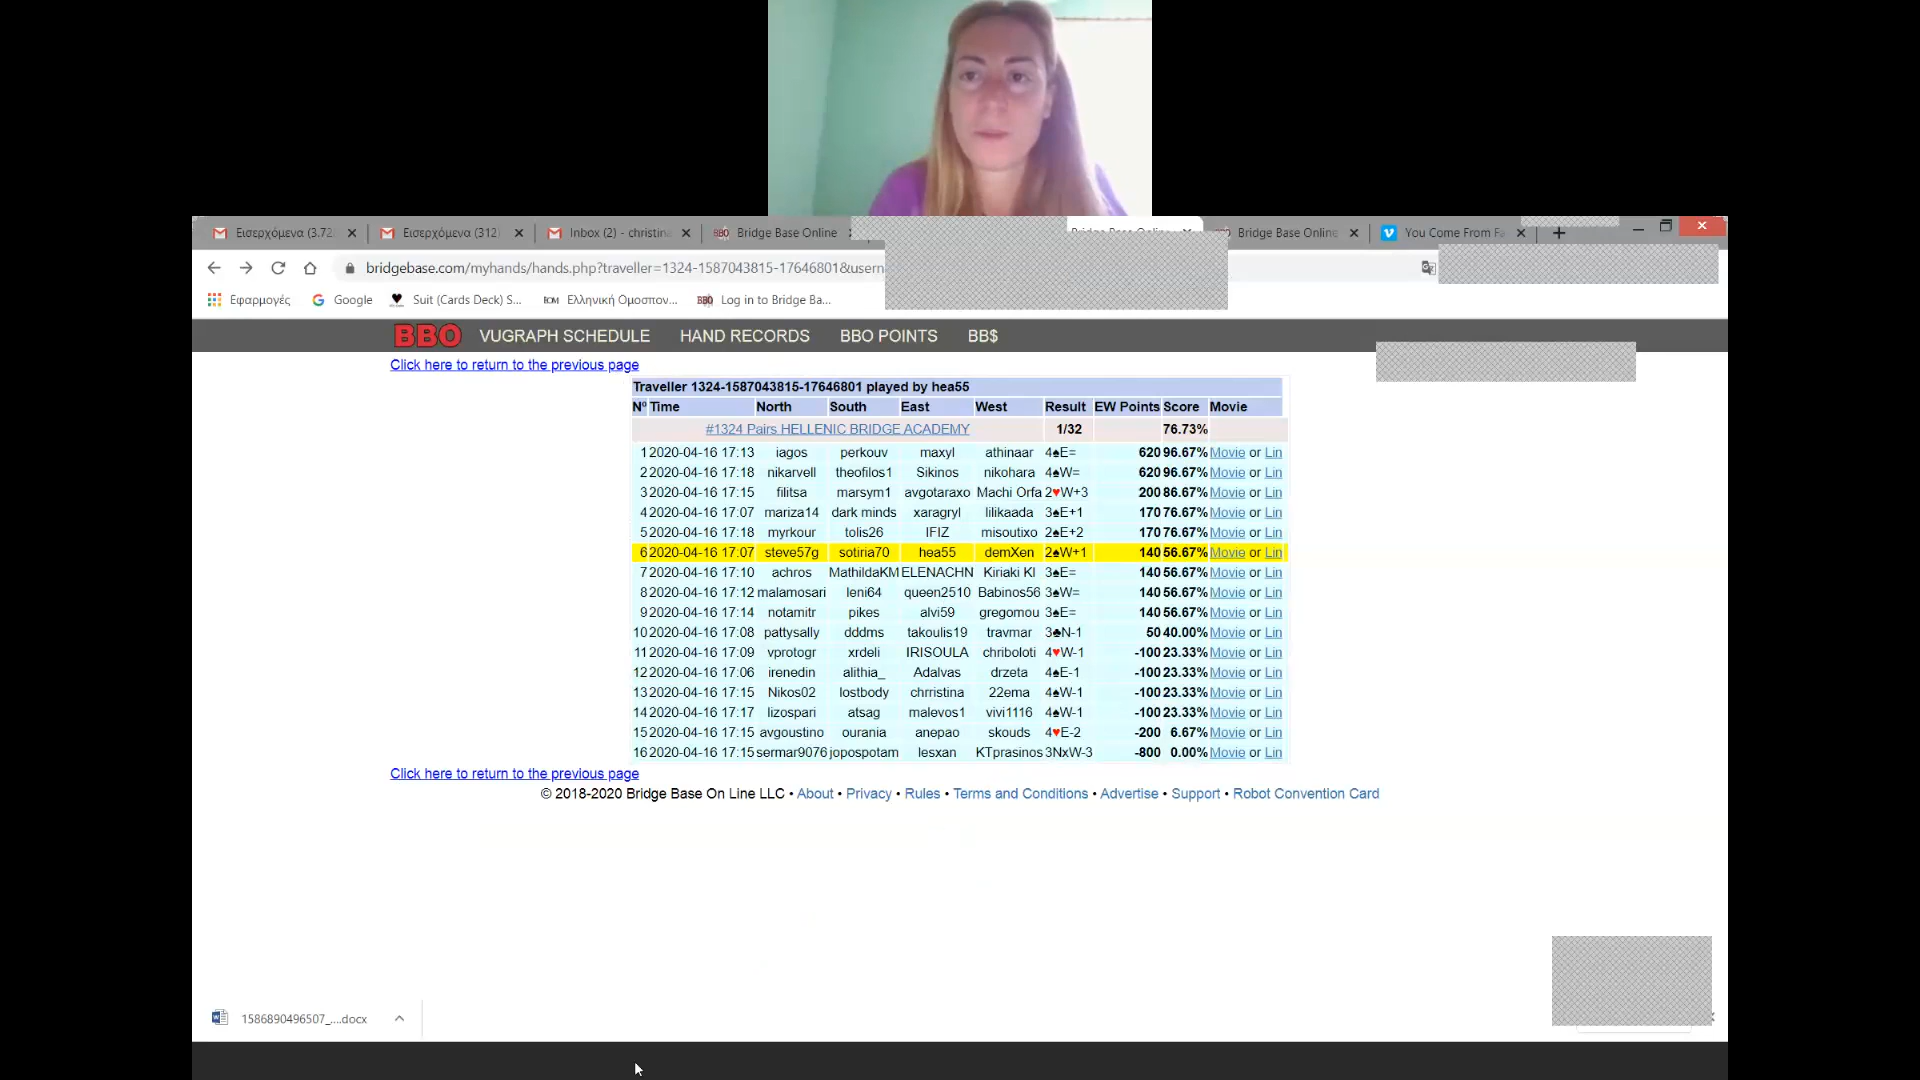 Εισερχόμενα (3.72 Εισερχόμενα (312 Inbox (2) - christin Bridge Base Online Bridge Base Online You Come From Fa
bridgebase.com/myhands/hands.php?traveller=1324-1587043815-17646801&usern
Εφαρμογές Google Suit (Cards Deck) S... EOM Ελληνική Ομοσπον... BBO Log in to Bridge Ba...
BBO VUGRAPH SCHEDULE HAND RECORDS BBO POINTS BB$
Click here to return to the previous page
Traveller 1324-1587043815-17646801 played by hea55
Nº Time North South East West Result EW Points Score Movie
#1324 Pairs HELLENIC BRIDGE ACADEMY 1/32 76.73%
1 2020-04-16 17:13 iagos perkouv maxyl athinaar 4♠E= 620 96.67% Movie or Lin
2 2020-04-16 17:18 nikarvell theofilos1 Sikinos nikohara 4♠W= 620 96.67% Movie or Lin
3 2020-04-16 17:15 filitsa marsym1 avgotaraxo Machi Orfa 2♥W+3 200 86.67% Movie or Lin
4 2020-04-16 17:07 mariza14 dark minds xaragryl lilikaada 3♠E+1 170 76.67% Movie or Lin
5 2020-04-16 17:18 myrkour tolis26 IFIZ misoutixo 2♠E+2 170 76.67% Movie or Lin
6 2020-04-16 17:07 steve57g sotiria70 hea55 demXen 2♠W+1 140 56.67% Movie or Lin
7 2020-04-16 17:10 achros MathildaKM ELENACHN Kiriaki Kl 3♠E= 140 56.67% Movie or Lin
8 2020-04-16 17:12 malamosari leni64 queen2510 Babinos56 3♠W= 140 56.67% Movie or Lin
9 2020-04-16 17:14 notamitr pikes alvi59 gregomou 3♠E= 140 56.67% Movie or Lin
10 2020-04-16 17:08 pattysally dddms takoulis19 travmar 3♣N-1 50 40.00% Movie or Lin
11 2020-04-16 17:09 vprotogr xrdeli IRISOULA chriboloti 4♥W-1 -100 23.33% Movie or Lin
12 2020-04-16 17:06 irenedin alithia_ Adalvas drzeta 4♠E-1 -100 23.33% Movie or Lin
13 2020-04-16 17:15 Nikos02 lostbody chrristina 22ema 4♠W-1 -100 23.33% Movie or Lin
14 2020-04-16 17:17 lizospari atsag malevos1 vivi1116 4♠W-1 -100 23.33% Movie or Lin
15 2020-04-16 17:15 avgoustino ourania anepao skouds 4♥E-2 -200 6.67% Movie or Lin
16 2020-04-16 17:15 sermar9076 jopospotam lesxan KTprasinos 3NxW-3 -800 0.00% Movie or Lin
Click here to return to the previous page
© 2018-2020 Bridge Base On Line LLC • About • Privacy • Rules • Terms and Conditions • Advertise • Support • Robot Convention Card
1586890496507_....docx